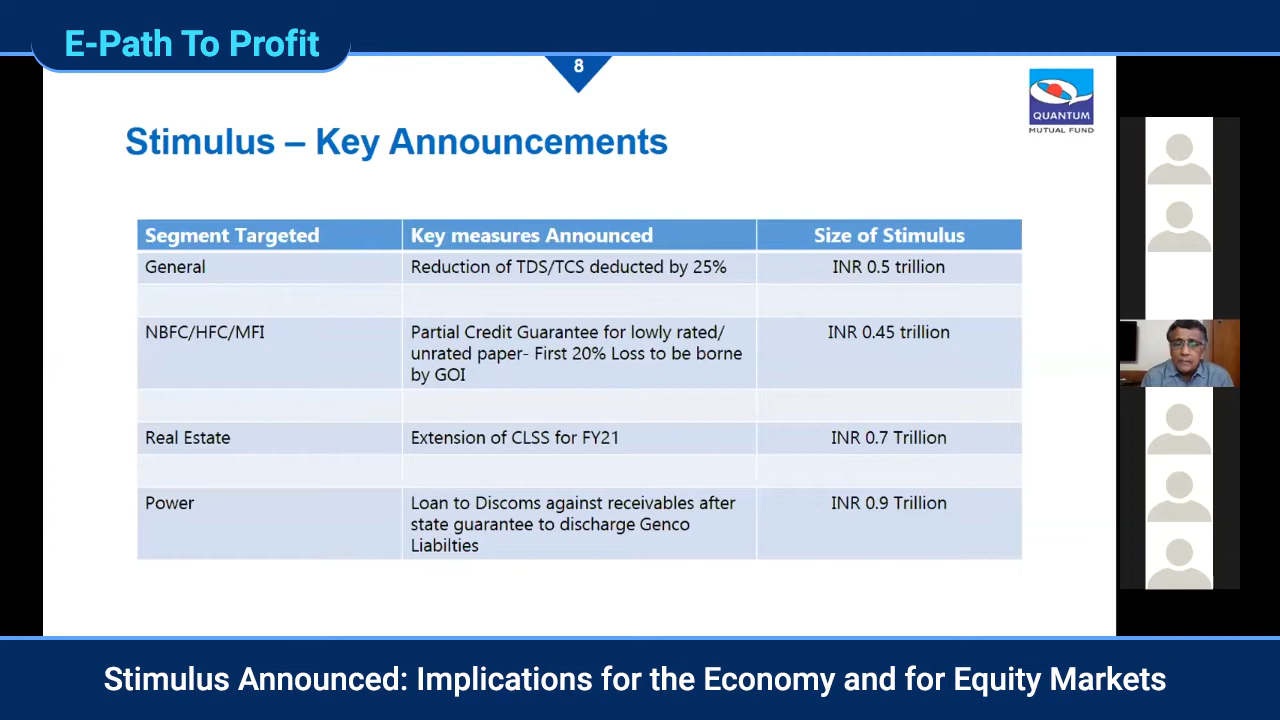 E-Path To Profit
8
QUANTUM
MUTUAL FUND
Stimulus – Key Announcements
Segment Targeted Key measures Announced Size of Stimulus
General Reduction of TDS/TCS deducted by 25% INR 0.5 trillion
NBFC/HFC/MFI Partial Credit Guarantee for lowly rated/ INR 0.45 trillion
unrated paper- First 20% Loss to be borne
by GOI
Real Estate Extension of CLSS for FY21 INR 0.7 Trillion
Power Loan to Discoms against receivables after INR 0.9 Trillion
state guarantee to discharge Genco
Liabilties
Stimulus Announced: Implications for the Economy and for Equity Markets